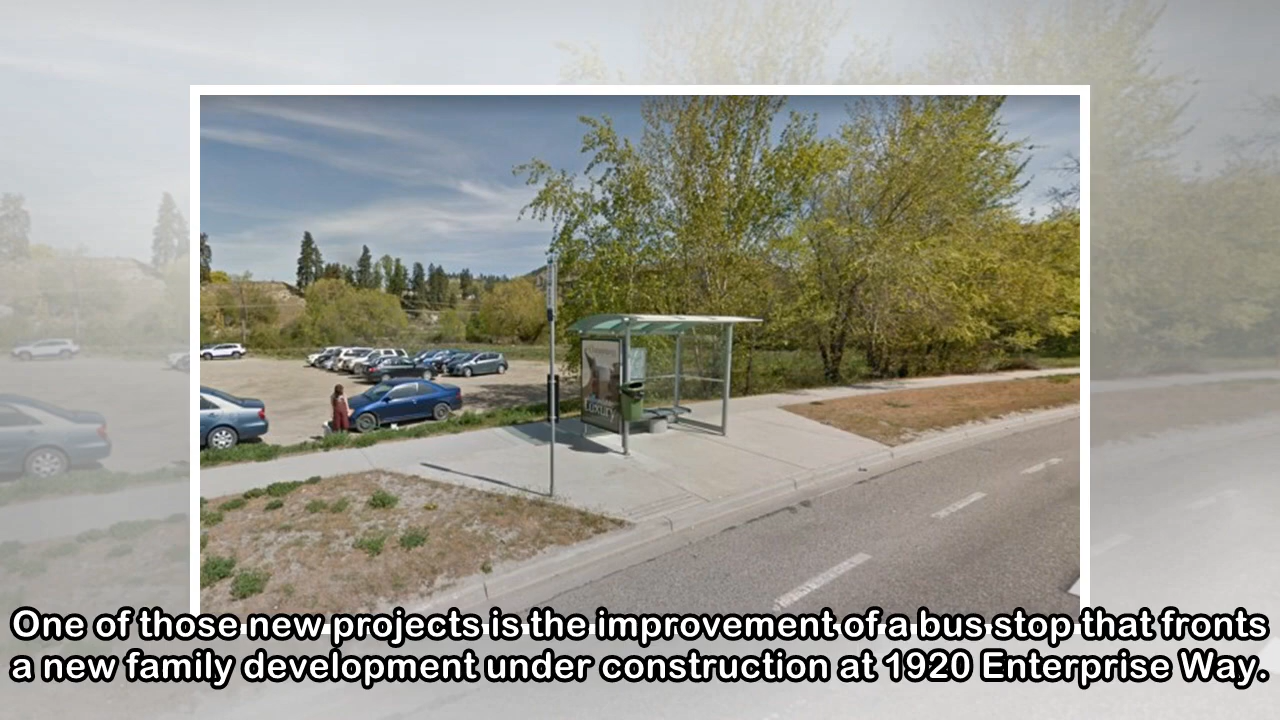 Luxury
One of those new projects is the improvement of a bus stop that fronts
a new family development under construction at 1920 Enterprise Way.